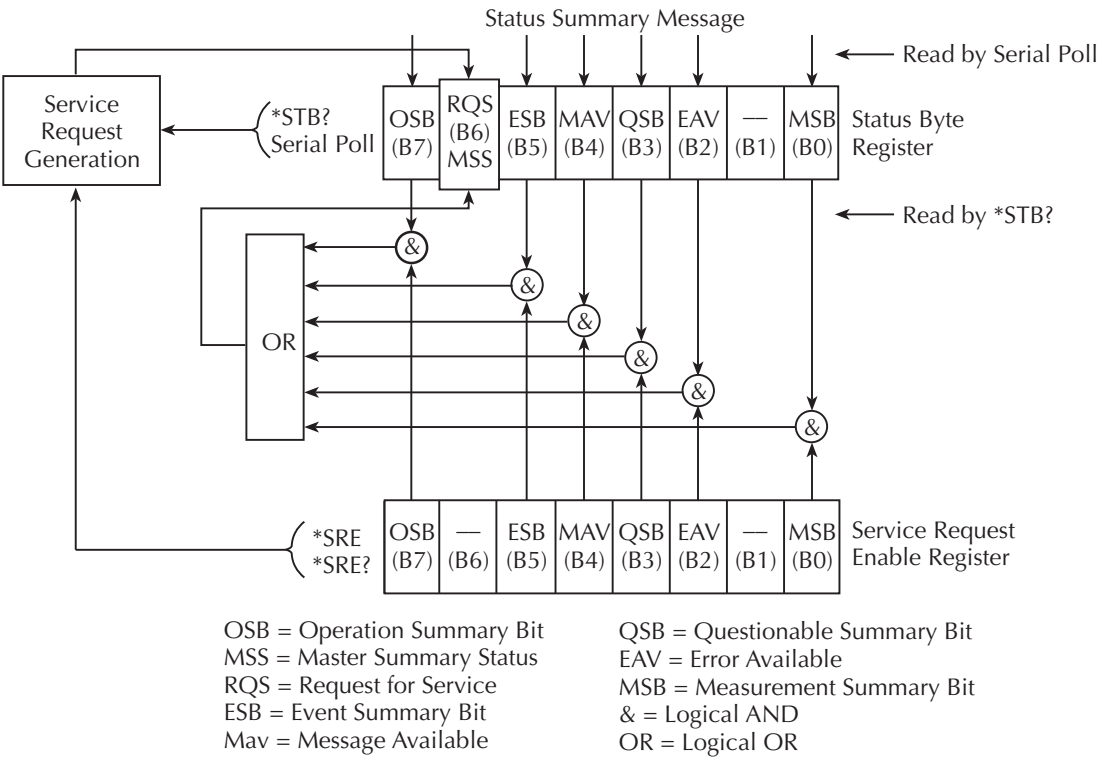 Status Summary Message
Read by Serial Poll
Service
Request
Generation
*STB?
Serial Poll
OSB
(B7)
RQS
(B6)
MSS
ESB
(B5)
MAV
(B4)
QSB
(B3)
EAV
(B2)
—
(B1)
MSB
(B0)
Status Byte
Register
Read by *STB?
&
&
&
&
&
&
OR
*SRE
*SRE?
OSB
(B7)
—
(B6)
ESB
(B5)
MAV
(B4)
QSB
(B3)
EAV
(B2)
—
(B1)
MSB
(B0)
Service Request
Enable Register
OSB = Operation Summary Bit
MSS = Master Summary Status
RQS = Request for Service
ESB = Event Summary Bit
Mav = Message Available
QSB = Questionable Summary Bit
EAV = Error Available
MSB = Measurement Summary Bit
& = Logical AND
OR = Logical OR